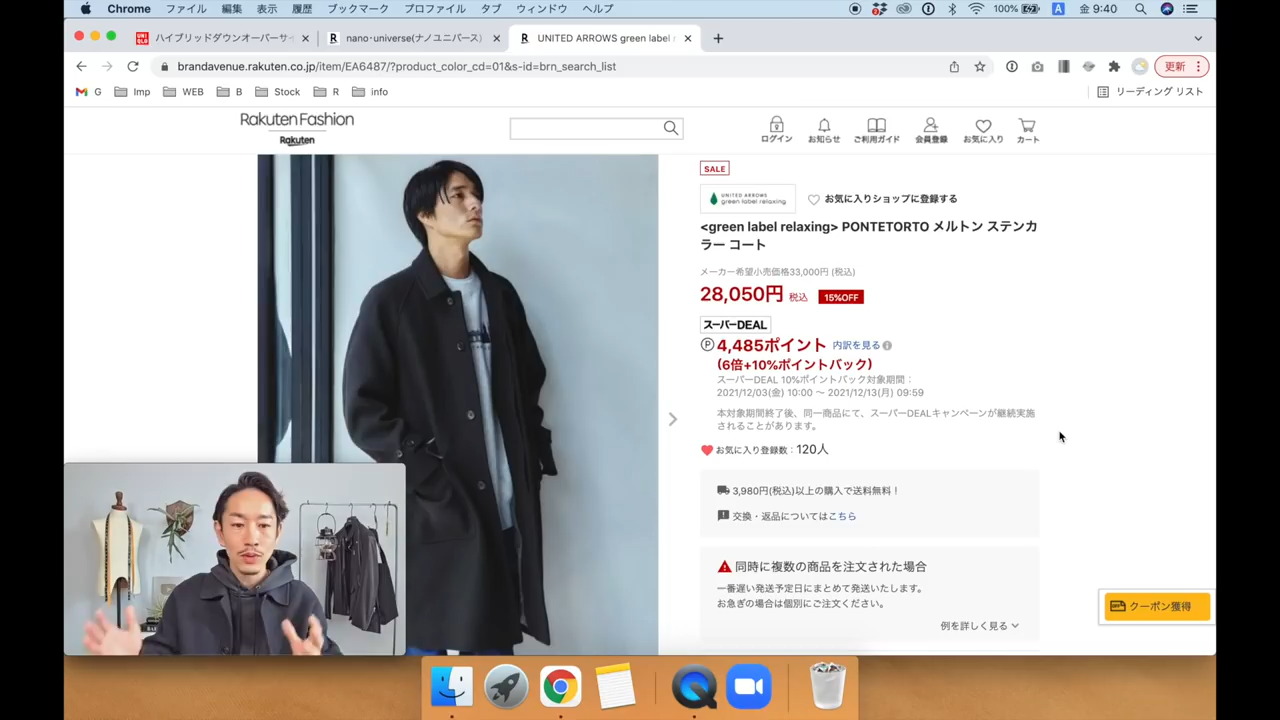 Chrome ファイル 編集 表示 履歴 ブックマーク プロファイル タブ ウィンドウ ヘルプ
100% A 金 9:40
UNI QLO ハイブリッドダウンオーバーサイ
R nano・universe(ナノユニバース)
R UNITED ARROWS green label r
brandavenue.rakuten.co.jp/item/EA6487/?product_color_cd=01&s-id=brn_search_list
更新
G Imp WEB B Stock R info
リーディング リスト
Rakuten Fashion
Rakuten
ログイン お知らせ ご利用ガイド 会員登録 お気に入り カート
SALE
UNITED ARROWS
green label relaxing
お気に入りショップに登録する
<green label relaxing> PONTETORTO メルトン ステンカ
ラー コート
メーカー希望小売価格33,000円 (税込)
28,050円 税込 15%OFF
スーパーDEAL
P 4,485ポイント 内訳を見る
(6倍+10%ポイントバック)
スーパーDEAL 10%ポイントバック対象期間：
2021/12/03(金) 10:00 ～ 2021/12/13(月) 09:59
本対象期間終了後、同一商品にて、スーパーDEALキャンペーンが継続実施
されることがあります。
お気に入り登録数：120人
3,980円(税込)以上の購入で送料無料！
交換・返品についてはこちら
同時に複数の商品を注文された場合
一番遅い発送予定日にまとめて発送いたします。
お急ぎの場合は個別にご注文ください。
例を詳しく見る
クーポン獲得